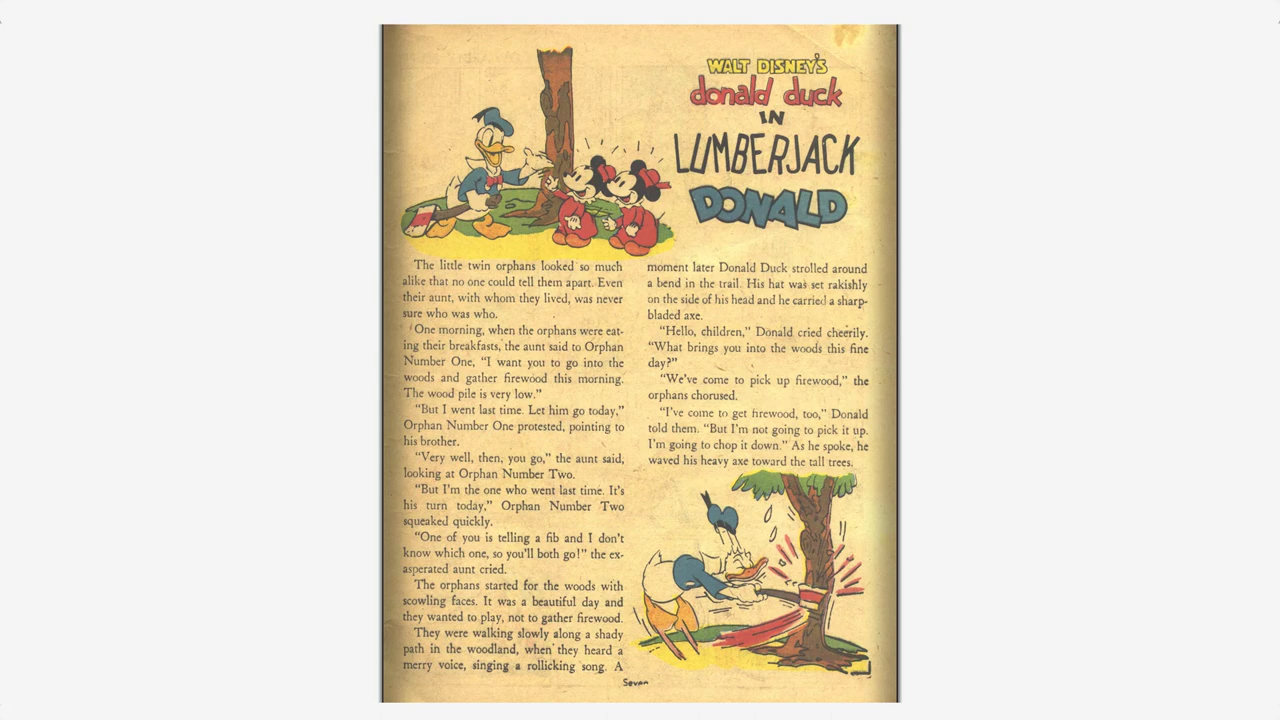 WALT DISNEY'S
donald duck
IN
LUMBERJACK
DONALD
The little twin orphans looked so much
alike that no one could tell them apart. Even
their aunt, with whom they lived, was never
sure who was who.
One morning, when the orphans were eat-
ing their breakfasts, the aunt said to Orphan
Number One, “I want you to go into the
woods and gather firewood this morning.
The wood pile is very low.”
“But I went last time. Let him go today,”
Orphan Number One protested, pointing to
his brother.
“Very well, then, you go,” the aunt said,
looking at Orphan Number Two.
“But I'm the one who went last time. It's
his turn today,” Orphan Number Two
squeaked quickly.
“One of you is telling a fib and I don't
know which one, so you'll both go!” the ex-
asperated aunt cried.
The orphans started for the woods with
scowling faces. It was a beautiful day and
they wanted to play, not to gather firewood.
They were walking slowly along a shady
path in the woodland, when they heard a
merry voice, singing a rollicking song. A
moment later Donald Duck strolled around
a bend in the trail. His hat was set rakishly
on the side of his head and he carried a sharp-
bladed axe.
“Hello, children,” Donald cried cheerily.
“What brings you into the woods this fine
day?”
“We've come to pick up firewood,” the
orphans chorused.
“I've come to get firewood, too,” Donald
told them. “But I'm not going to pick it up.
I'm going to chop it down.” As he spoke, he
waved his heavy axe toward the tall trees.
Seven